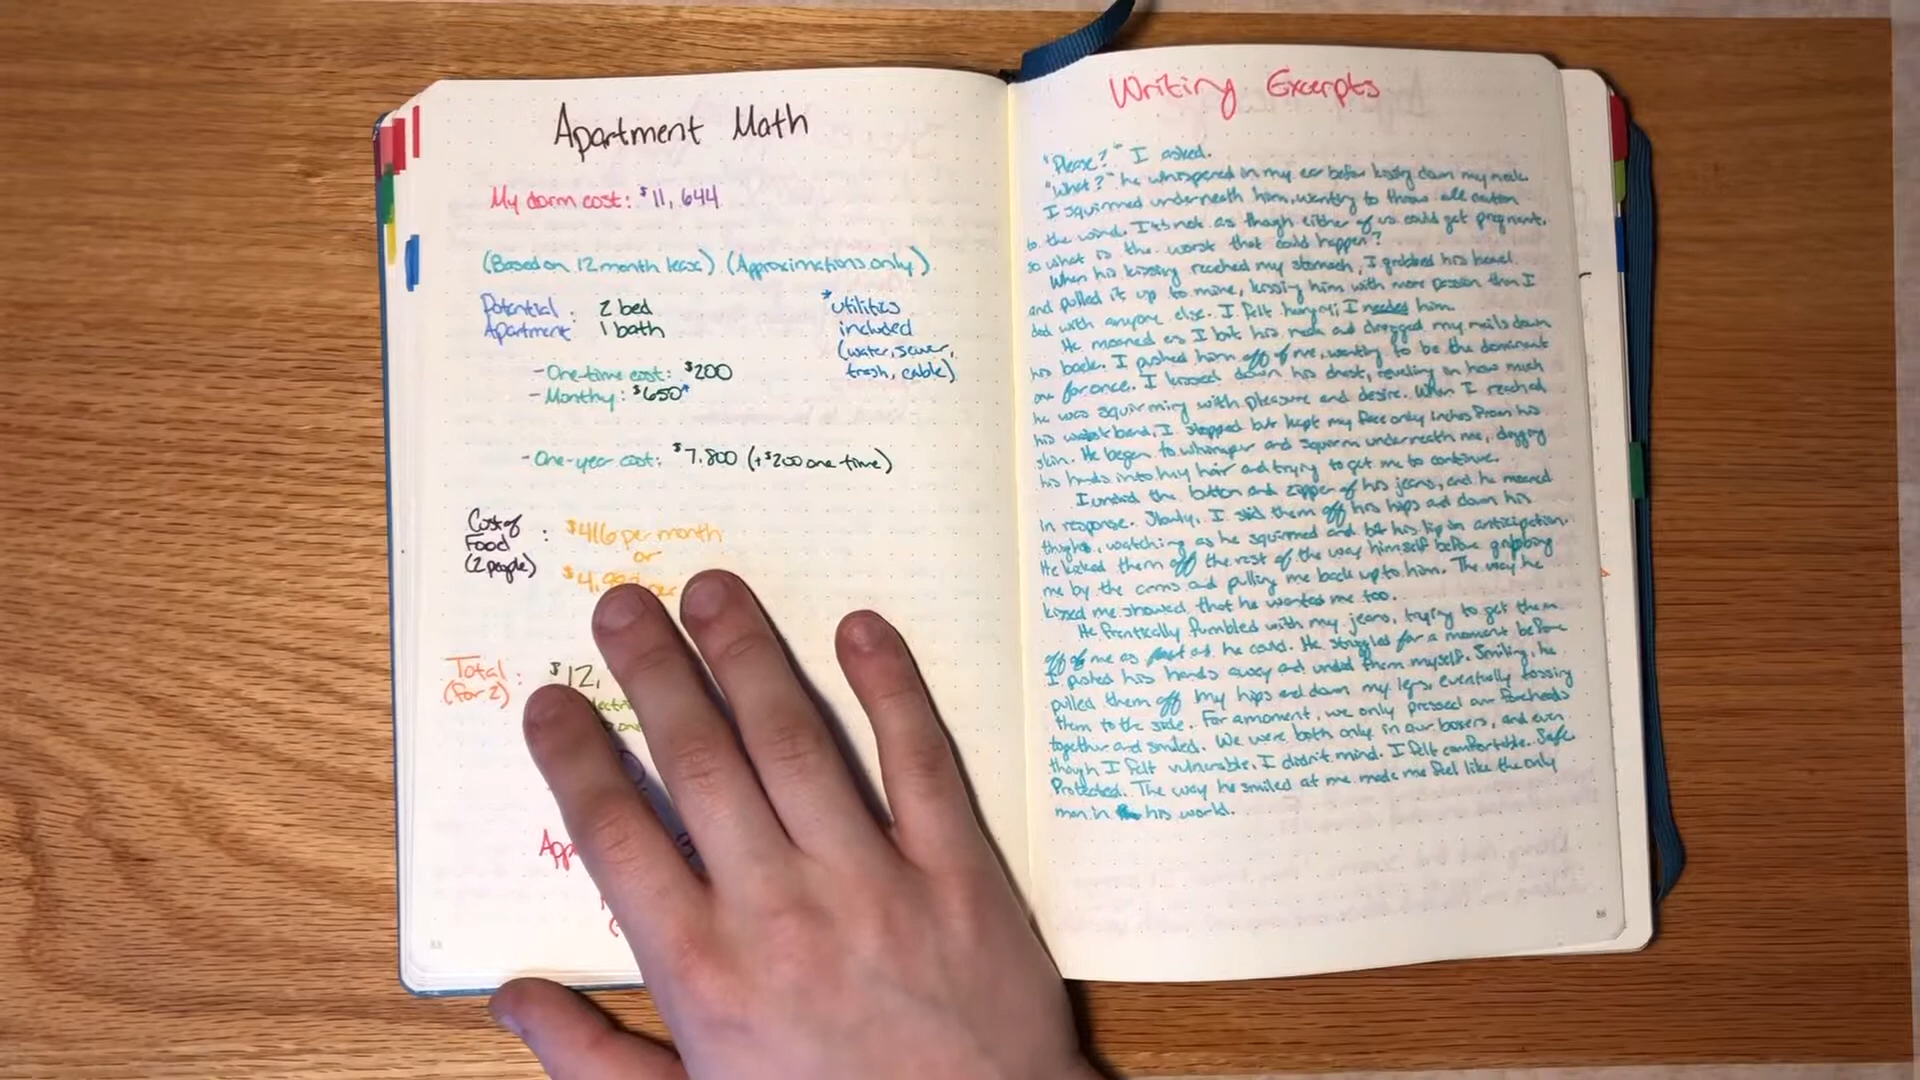 Apartment Math
My dorm cost: $11,644
(Based on 12 month lease) (Approximations only)
Potential Apartment : 2 bed
1 bath
*utilities
included
(water, sewer,
trash, cable)
- One-time cost: $200
- Monthly: $650*
- One-year cost: $7,800 (+$200 one time)
Cost of
Food
(2 people) :
$416 per month
or
$4,99
Total
(for 2) :
$12,
88
Writing Excerpts
"Please?" I asked.
"What?" he whispered in my ear before kissing down my neck.
I squirmed underneath him, wanting to throw all caution
to the wind. It's not as though either of us could get pregnant,
so what is the worst that could happen?
When his kissing reached my stomach, I grabbed his head
and pulled it up to mine, kissing him with more passion than I
did with anyone else. I felt hungry; I needed him.
He moaned as I bit his neck and dragged my nails down
his back. I pushed him off of me, wanting to be the dominant
one for once. I kissed down his chest, reveling in how much
he was squirming with pleasure and desire. When I reached
his waist band, I stopped but kept my face only inches from his
skin. He began to whimper and squirm underneath me, digging
his hands into my hair and trying to get me to continue.
I undid the button and zipper of his jeans, and he moaned
in response. Slowly, I slid them off his hips and down his
thighs, watching as he squirmed and bit his lip in anticipation.
He kicked them off the rest of the way himself before gripping
me by the arms and pulling me back up to him. The way he
kissed me showed that he wanted me too.
He frantically fumbled with my jeans, trying to get them
off of me as fast as he could. He struggled for a moment before
I pushed his hands away and undid them myself. Smiling, he
pulled them off my hips and down my legs, eventually tossing
them to the side. For a moment, we only pressed our foreheads
together and smiled. We were both only in our boxers, and even
though I felt vulnerable, I didn't mind. I felt comfortable. Safe.
Protected. The way he smiled at me made me feel like the only
man in his world.